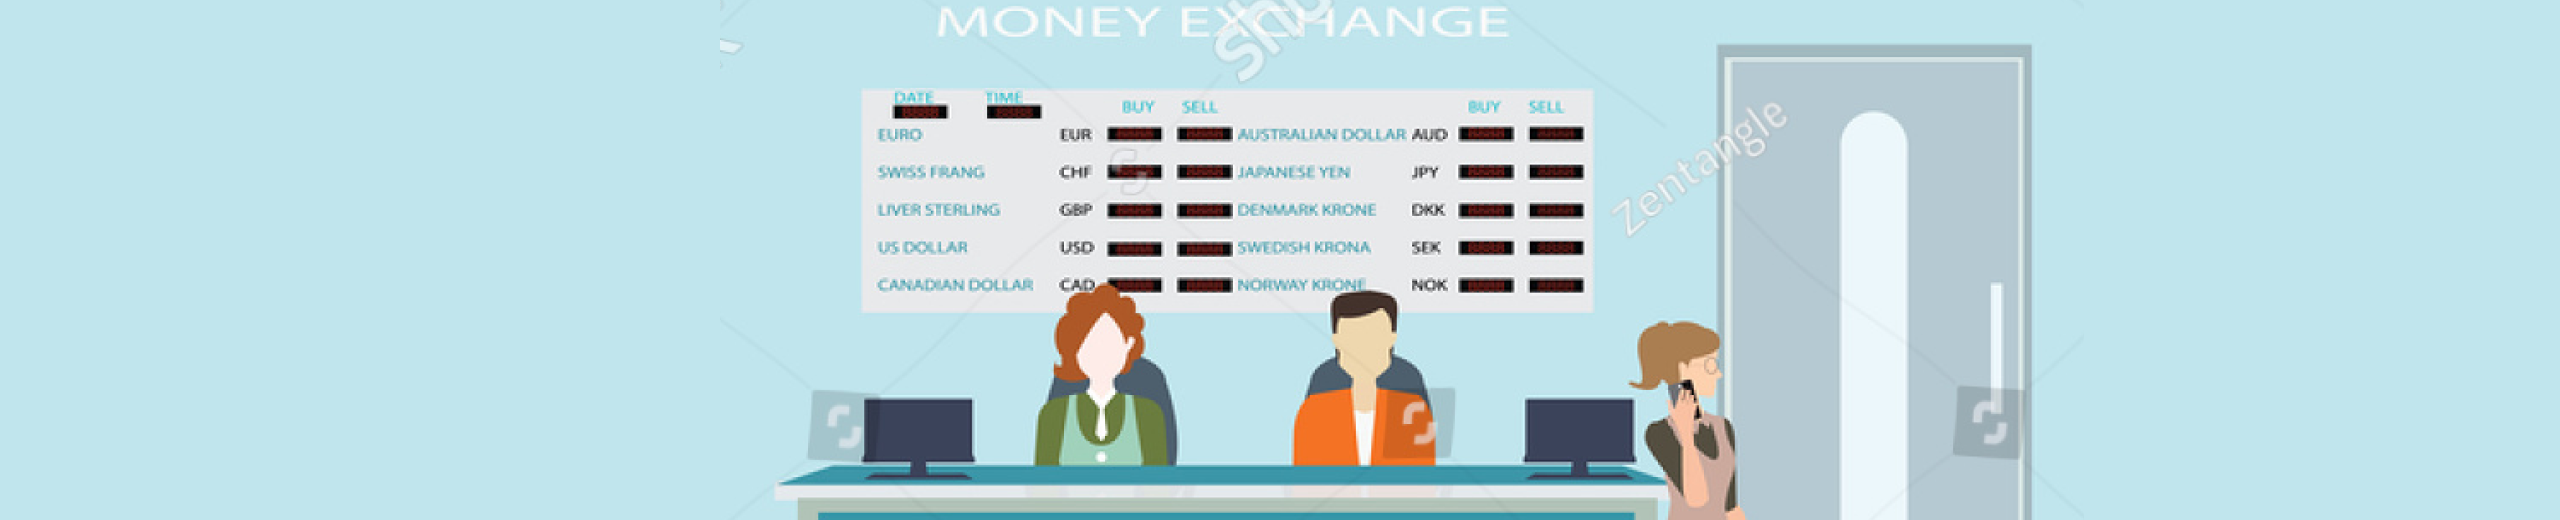 MONEY EXCHANGE
DATE TIME
BUY SELL BUY SELL
EURO EUR AUSTRALIAN DOLLAR AUD
SWISS FRANG CHF JAPANESE YEN JPY
LIVER STERLING GBP DENMARK KRONE DKK
US DOLLAR USD SWEDISH KRONA SEK
CANADIAN DOLLAR CAD NORWAY KRONE NOK
Zentangle